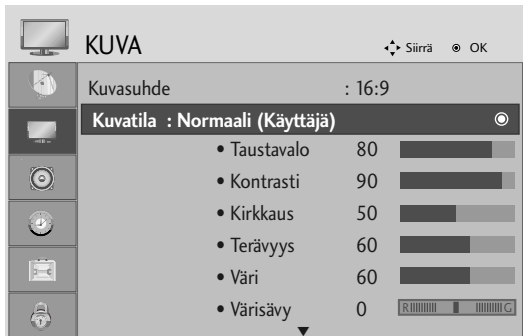 KUVA
Siirrä OK
Kuvasuhde : 16:9
Kuvatila : Normaali (Käyttäjä)
• Taustavalo 80
• Kontrasti 90
• Kirkkaus 50
• Terävyys 60
• Väri 60
• Värisävy 0 R G